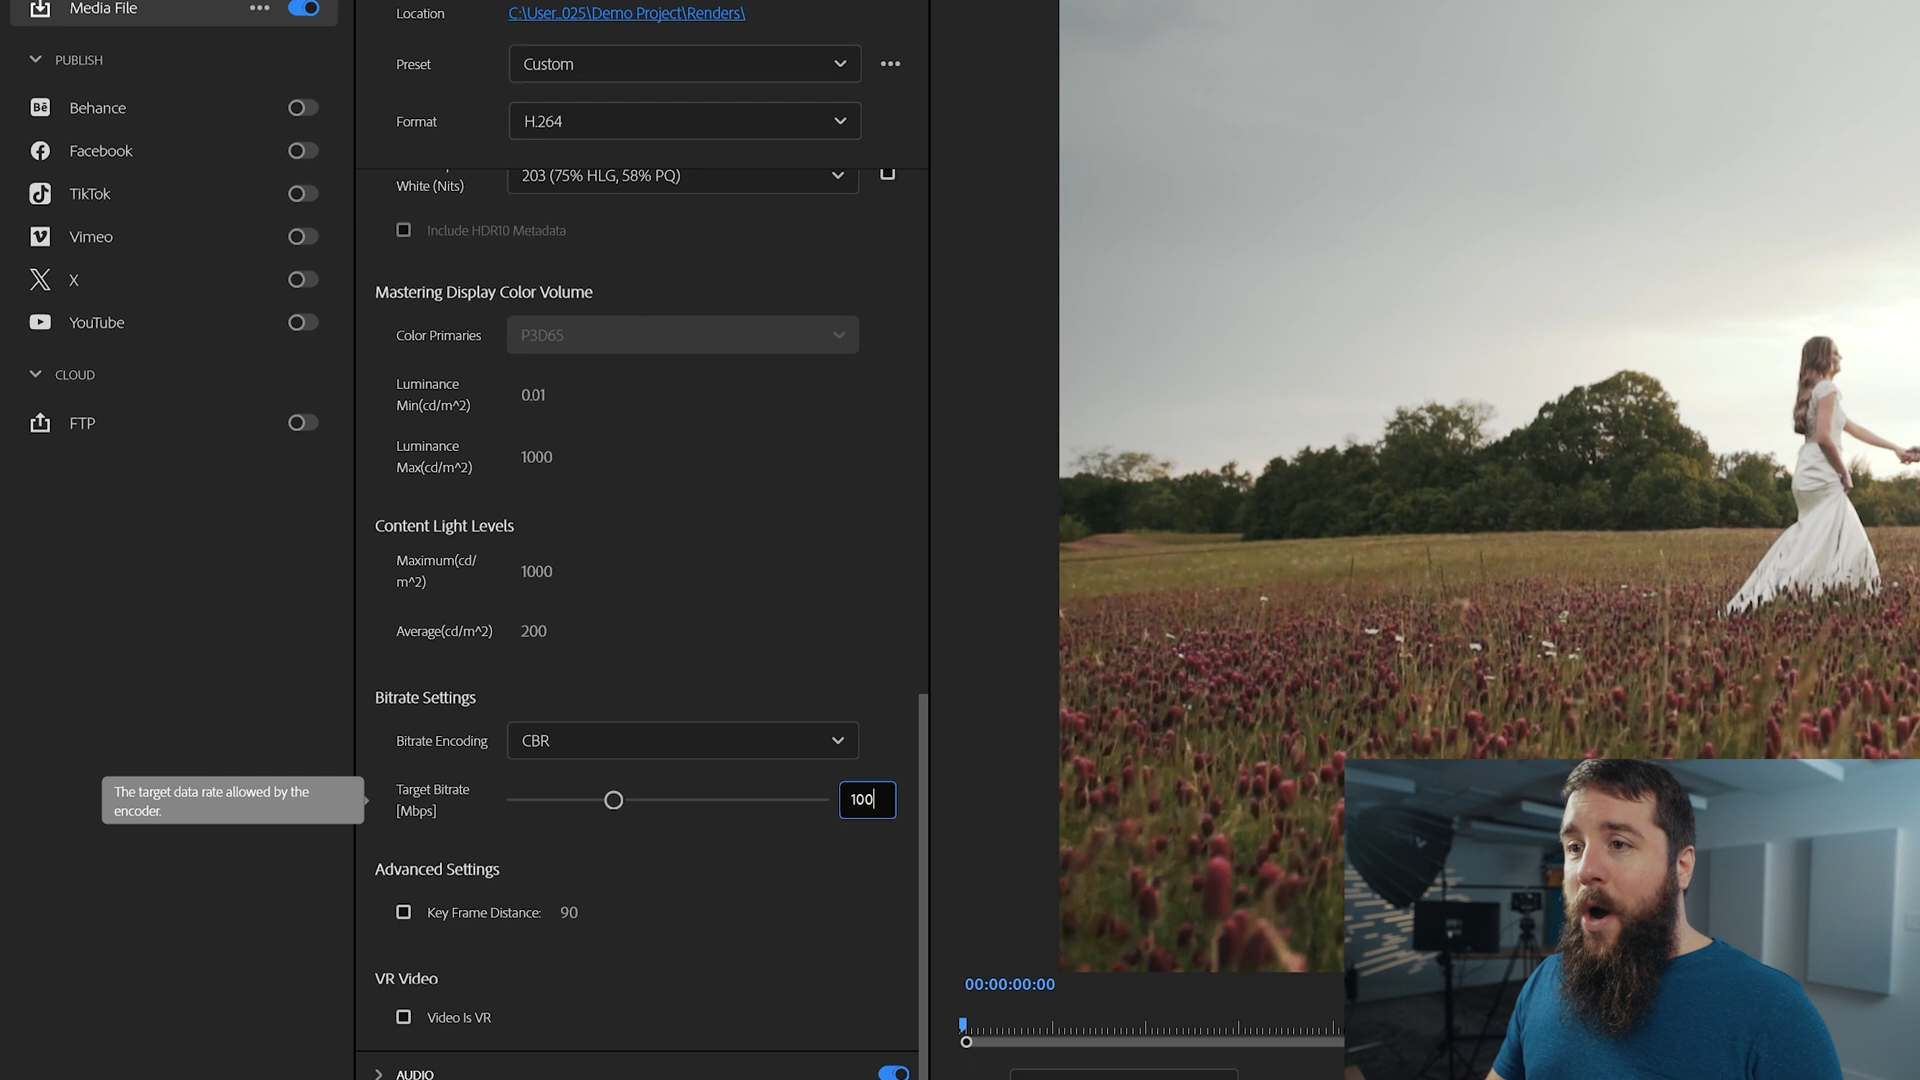 Media File
PUBLISH
Bē Behance
Facebook
TikTok
Vimeo
X
YouTube
CLOUD
FTP
Location C:\User_025\Demo Project\Renders\
Preset Custom
Format H.264
White (Nits) 203 (75% HLG, 58% PQ)
Include HDR10 Metadata
Mastering Display Color Volume
Color Primaries P3D65
Luminance
Min(cd/m^2) 0.01
Luminance
Max(cd/m^2) 1000
Content Light Levels
Maximum(cd/
m^2) 1000
Average(cd/m^2) 200
Bitrate Settings
Bitrate Encoding CBR
Target Bitrate
[Mbps] 100
The target data rate allowed by the
encoder.
Advanced Settings
Key Frame Distance: 90
VR Video
Video Is VR
AUDIO
00:00:00:00